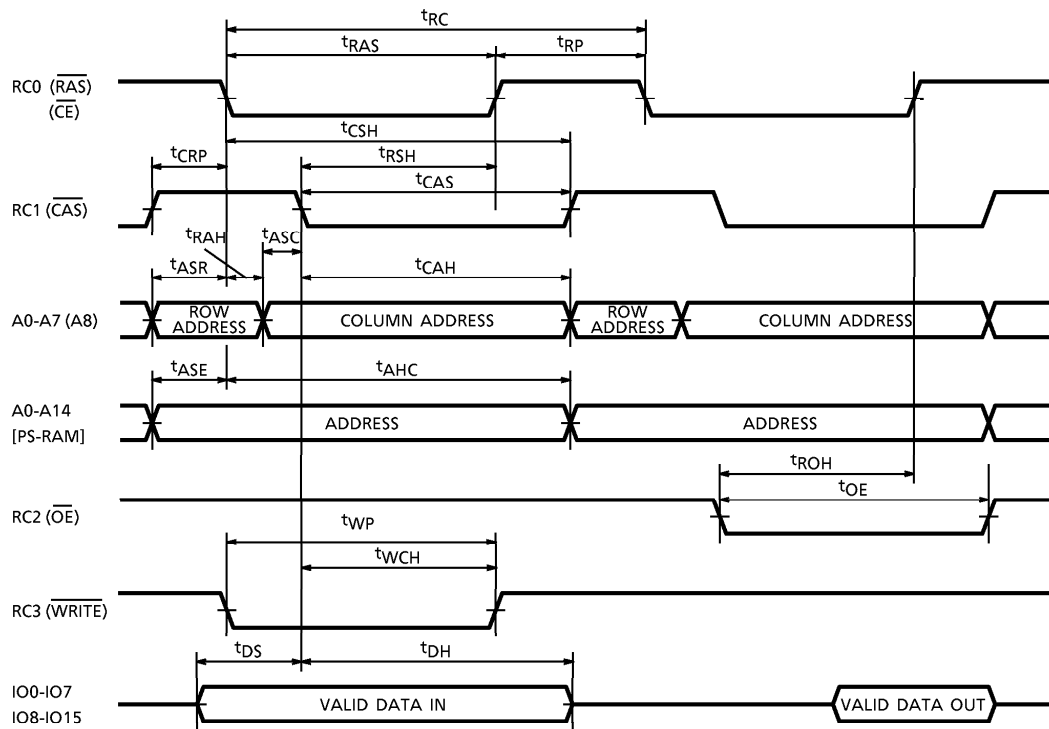 tRC
tRAS tRP
RC0 (RAS)
(CE)
tCSH
tCRP tRSH
tCAS
RC1 (CAS)
tRAH tASC
tASR tCAH
A0-A7 (A8) ROW ADDRESS COLUMN ADDRESS ROW ADDRESS COLUMN ADDRESS
tASE tAHC
A0-A14
[PS-RAM] ADDRESS ADDRESS
tROH
tOE
RC2 (OE)
tWP
tWCH
RC3 (WRITE)
tDS tDH
IO0-IO7
IO8-IO15 VALID DATA IN VALID DATA OUT